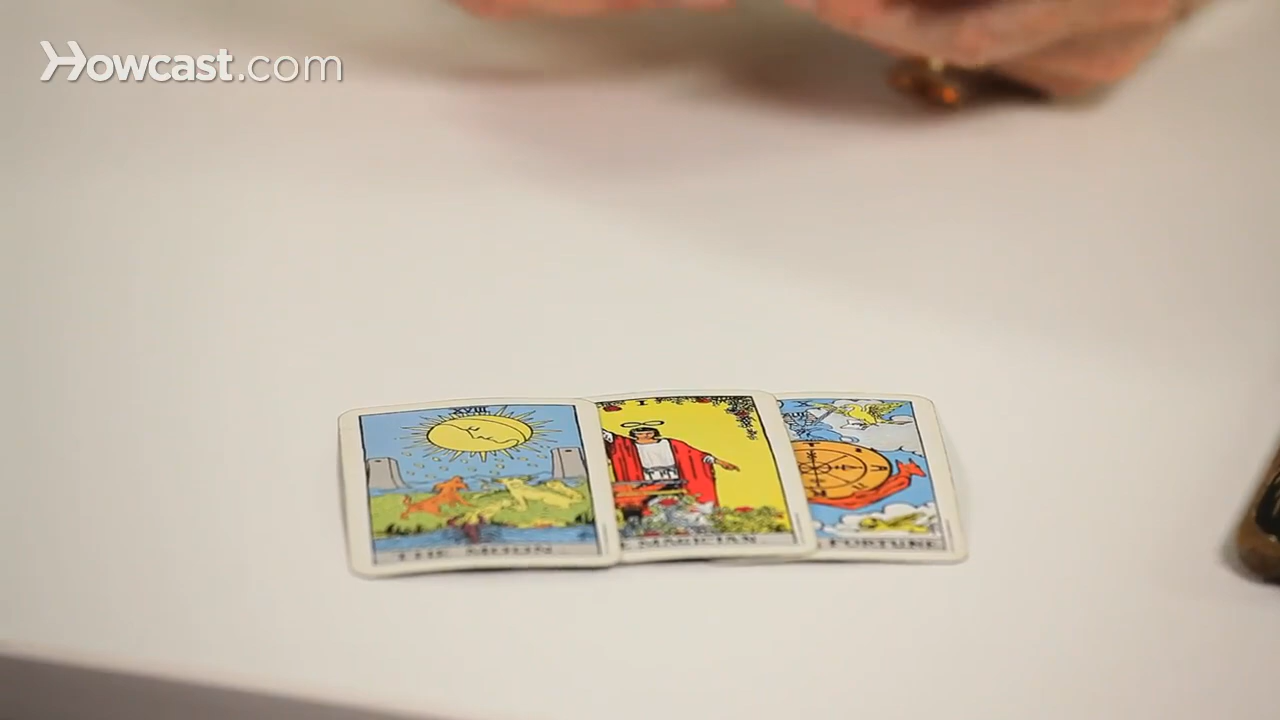 Howcast.com
XVIII
I
X
THE MOON
MAGICIAN
FORTUNE